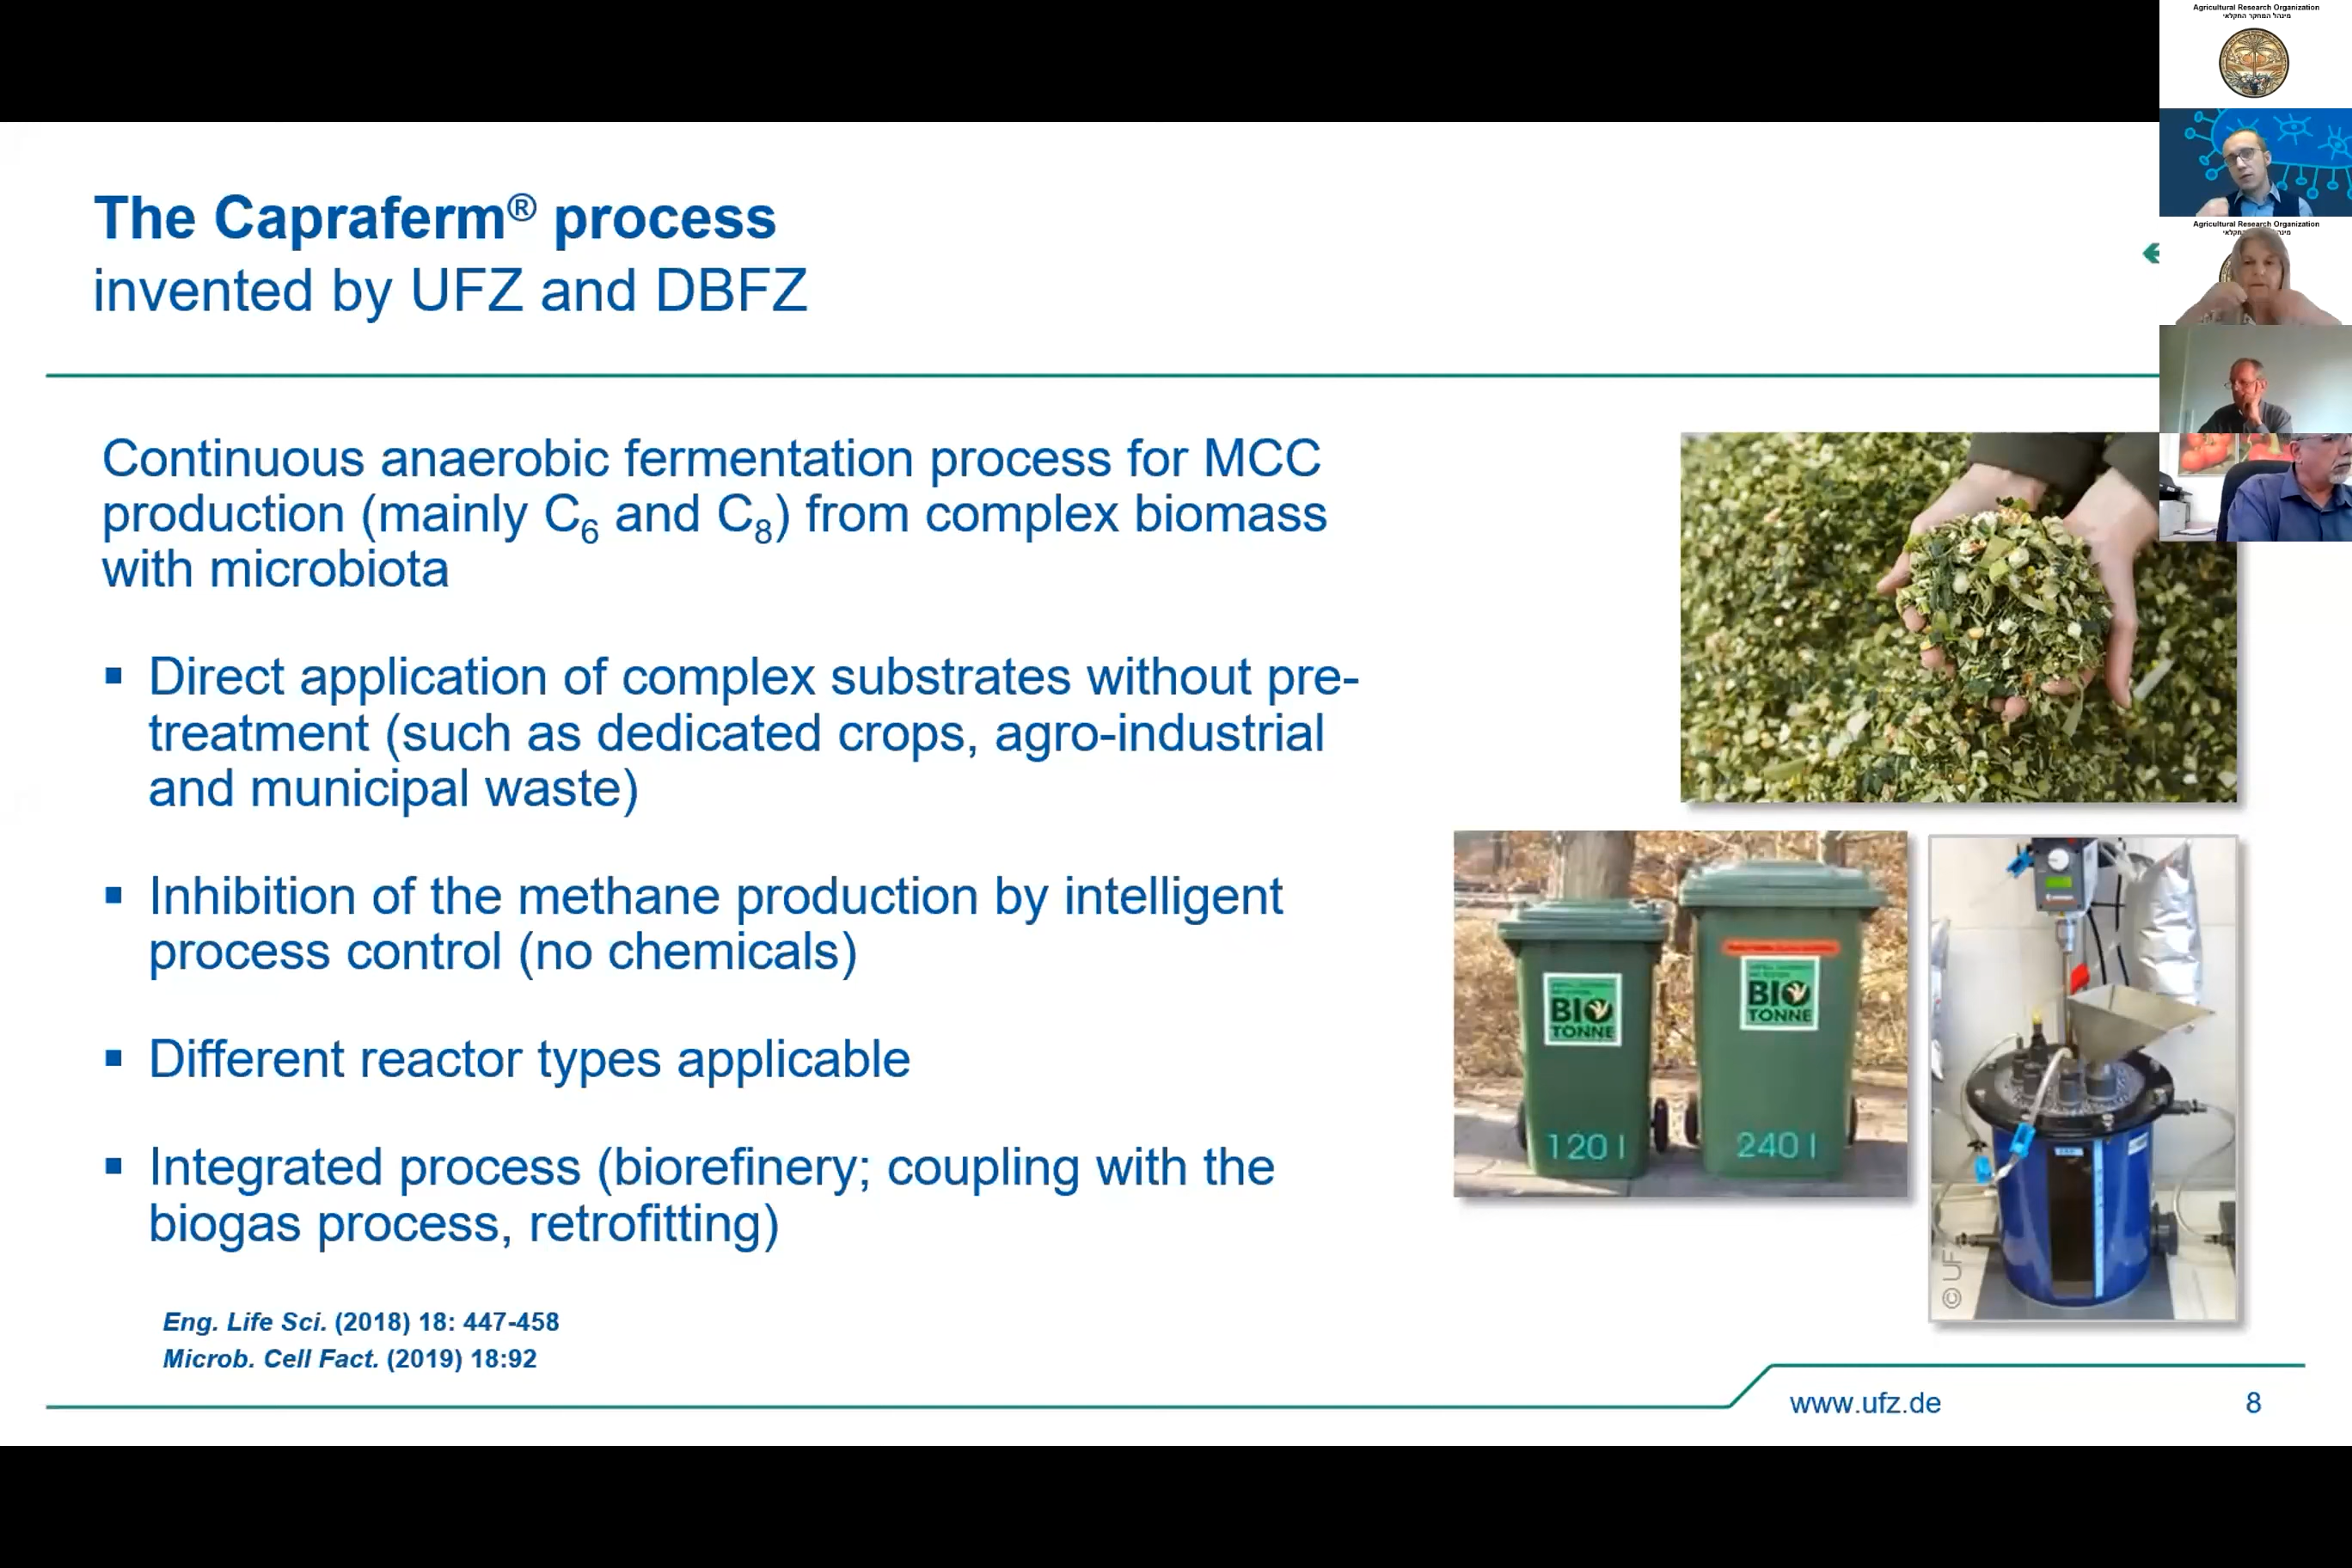 Agricultural Research Organization
מינהל המחקר החקלאי
The Capraferm® process
invented by UFZ and DBFZ
Agricultural Research Organization
Continuous anaerobic fermentation process for MCC
production (mainly C₆ and C₈) from complex biomass
with microbiota
▪ Direct application of complex substrates without pre-
treatment (such as dedicated crops, agro-industrial
and municipal waste)
▪ Inhibition of the methane production by intelligent
process control (no chemicals)
▪ Different reactor types applicable
▪ Integrated process (biorefinery; coupling with the
biogas process, retrofitting)
BIO
TONNE
120 l
BIO
TONNE
240 l
© UF
Eng. Life Sci. (2018) 18: 447-458
Microb. Cell Fact. (2019) 18:92
www.ufz.de
8